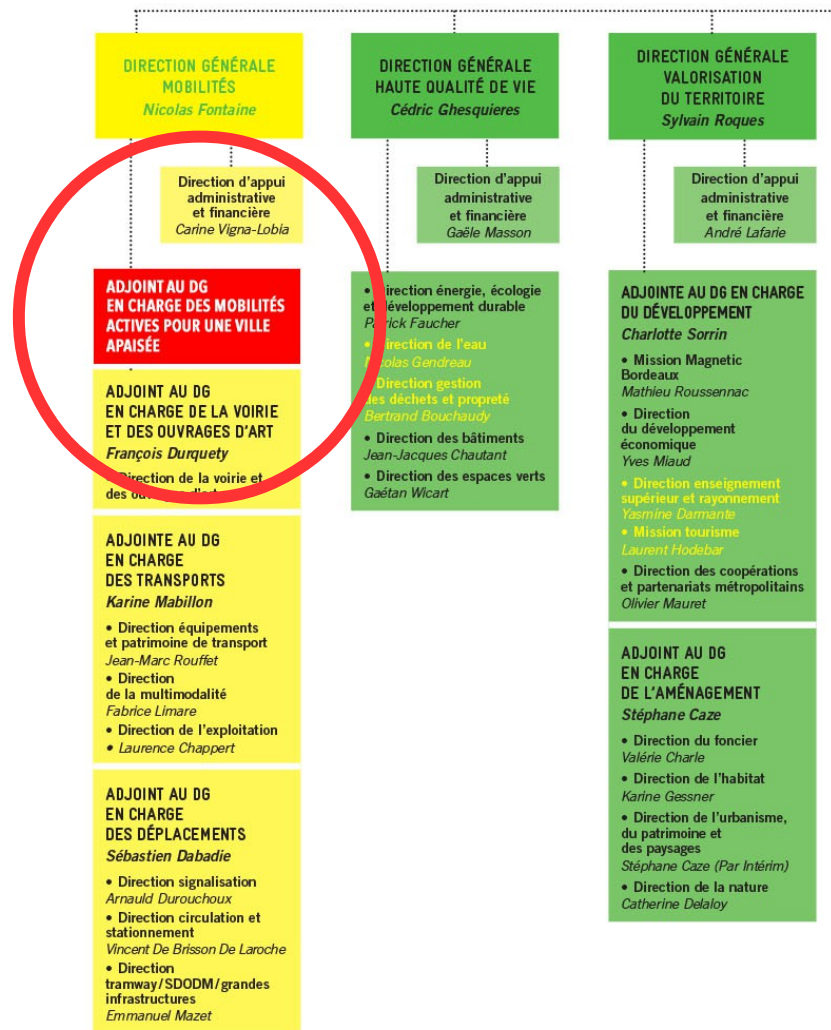 DIRECTION GÉNÉRALE
MOBILITÉS
Nicolas Fontaine
Direction d'appui
administrative
et financière
Carine Vigna-Lobia
ADJOINT AU DG
EN CHARGE DES MOBILITÉS
ACTIVES POUR UNE VILLE
APAISÉE
ADJOINT AU DG
EN CHARGE DE LA VOIRIE
ET DES OUVRAGES D'ART
François Durquety
• Direction de la voirie et
des
ADJOINTE AU DG
EN CHARGE
DES TRANSPORTS
Karine Mabillon
• Direction équipements
et patrimoine de transport
Jean-Marc Rouffet
• Direction
de la multimodalité
Fabrice Limare
• Direction de l'exploitation
• Laurence Chappert
ADJOINT AU DG
EN CHARGE
DES DÉPLACEMENTS
Sébastien Dabadie
• Direction signalisation
Arnauld Durouchoux
• Direction circulation et
stationnement
Vincent De Brisson De Laroche
• Direction
tramway/SDODM/grandes
infrastructures
Emmanuel Mazet
DIRECTION GÉNÉRALE
HAUTE QUALITÉ DE VIE
Cédric Ghesquieres
Direction d'appui
administrative
et financière
Gaële Masson
• Direction énergie, écologie
et développement durable
Patrick Faucher
• Direction de l'eau
Nicolas Gendreau
• Direction gestion
des déchets et propreté
Bertrand Bouchaudy
• Direction des bâtiments
Jean-Jacques Chautant
• Direction des espaces verts
Gaëtan Wicart
DIRECTION GÉNÉRALE
VALORISATION
DU TERRITOIRE
Sylvain Roques
Direction d'appui
administrative
et financière
André Lafarie
ADJOINTE AU DG EN CHARGE
DU DÉVELOPPEMENT
Charlotte Sorrin
• Mission Magnetic
Bordeaux
Mathieu Roussennac
• Direction
du développement
économique
Yves Miaud
• Direction enseignement
supérieur et rayonnement
Yasmine Darmante
• Mission tourisme
Laurent Hodebar
• Direction des coopérations
et partenariats métropolitains
Olivier Mauret
ADJOINT AU DG
EN CHARGE
DE L'AMÉNAGEMENT
Stéphane Caze
• Direction du foncier
Valérie Charle
• Direction de l'habitat
Karine Gessner
• Direction de l'urbanisme,
du patrimoine et
des paysages
Stéphane Caze (Par Intérim)
• Direction de la nature
Catherine Delaloy